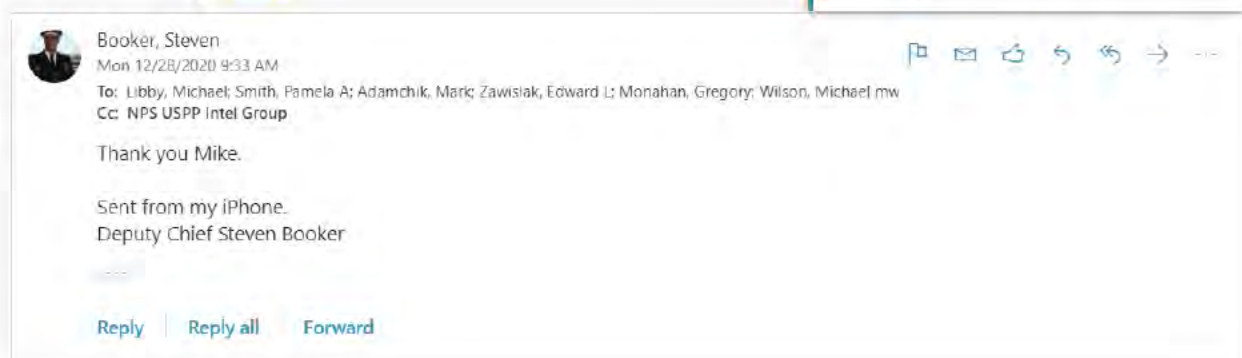 Booker, Steven
Mon 12/28/2020 9:33 AM
To: Libby, Michael; Smith, Pamela A; Adamchik, Mark; Zawislak, Edward L; Monahan, Gregory; Wilson, Michael mw
Cc: NPS USPP Intel Group
Thank you Mike.
Sent from my iPhone.
Deputy Chief Steven Booker
...
Reply Reply all Forward